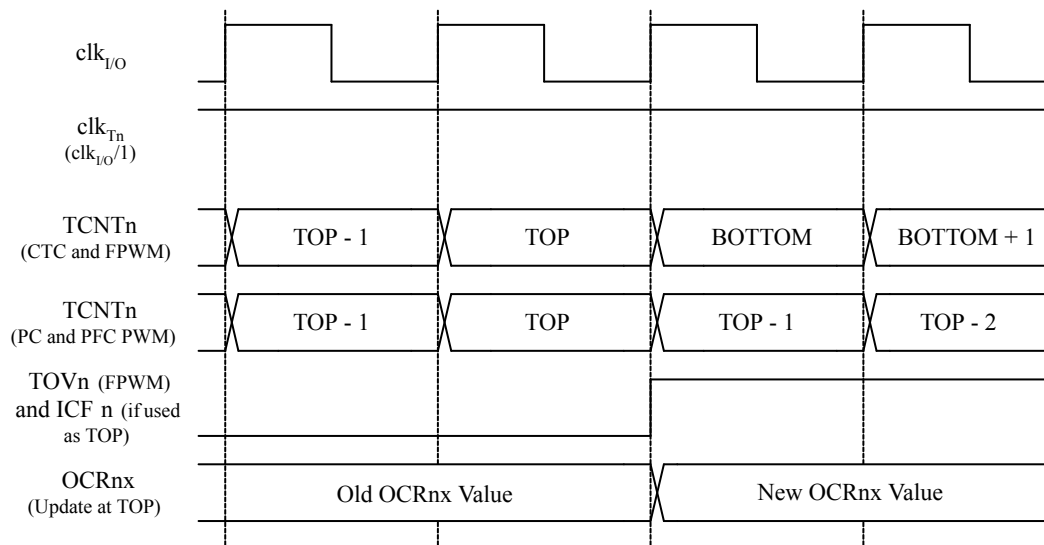 clkI/O
clkTn
(clkI/O/1)
TCNTn
(CTC and FPWM)
TOP - 1 TOP BOTTOM BOTTOM + 1
TCNTn
(PC and PFC PWM)
TOP - 1 TOP TOP - 1 TOP - 2
TOVn (FPWM)
and ICF n (if used
as TOP)
OCRnx
(Update at TOP)
Old OCRnx Value New OCRnx Value